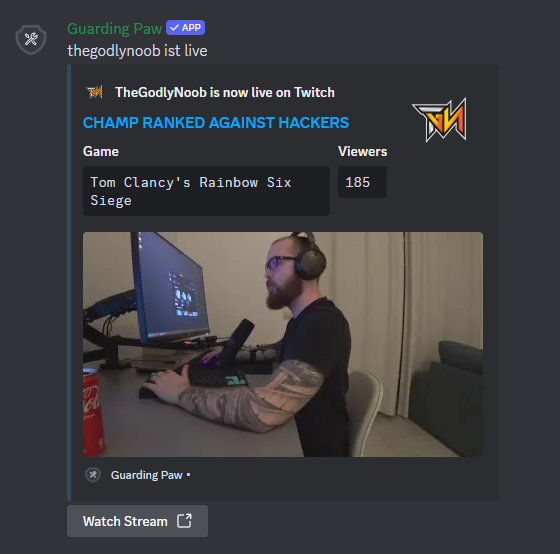 Guarding Paw ✓ APP
thegodlynoob ist live
TheGodlyNoob is now live on Twitch
CHAMP RANKED AGAINST HACKERS
Game
Viewers
Tom Clancy's Rainbow Six
Siege
185
Guarding Paw •
Watch Stream